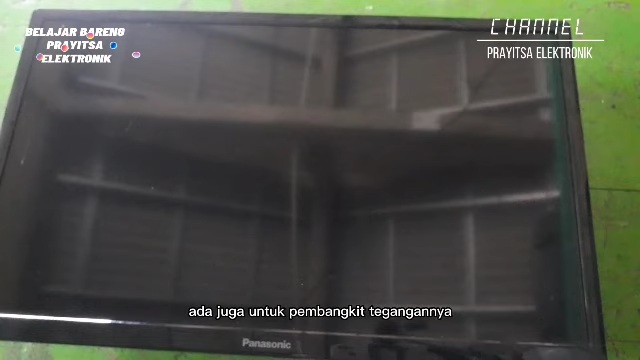 BELAJAR BARENG
PRAYITSA
ELEKTRONIK
CHANNEL
PRAYITSA ELEKTRONIK
ada juga untuk pembangkit tegangannya
Panasonic